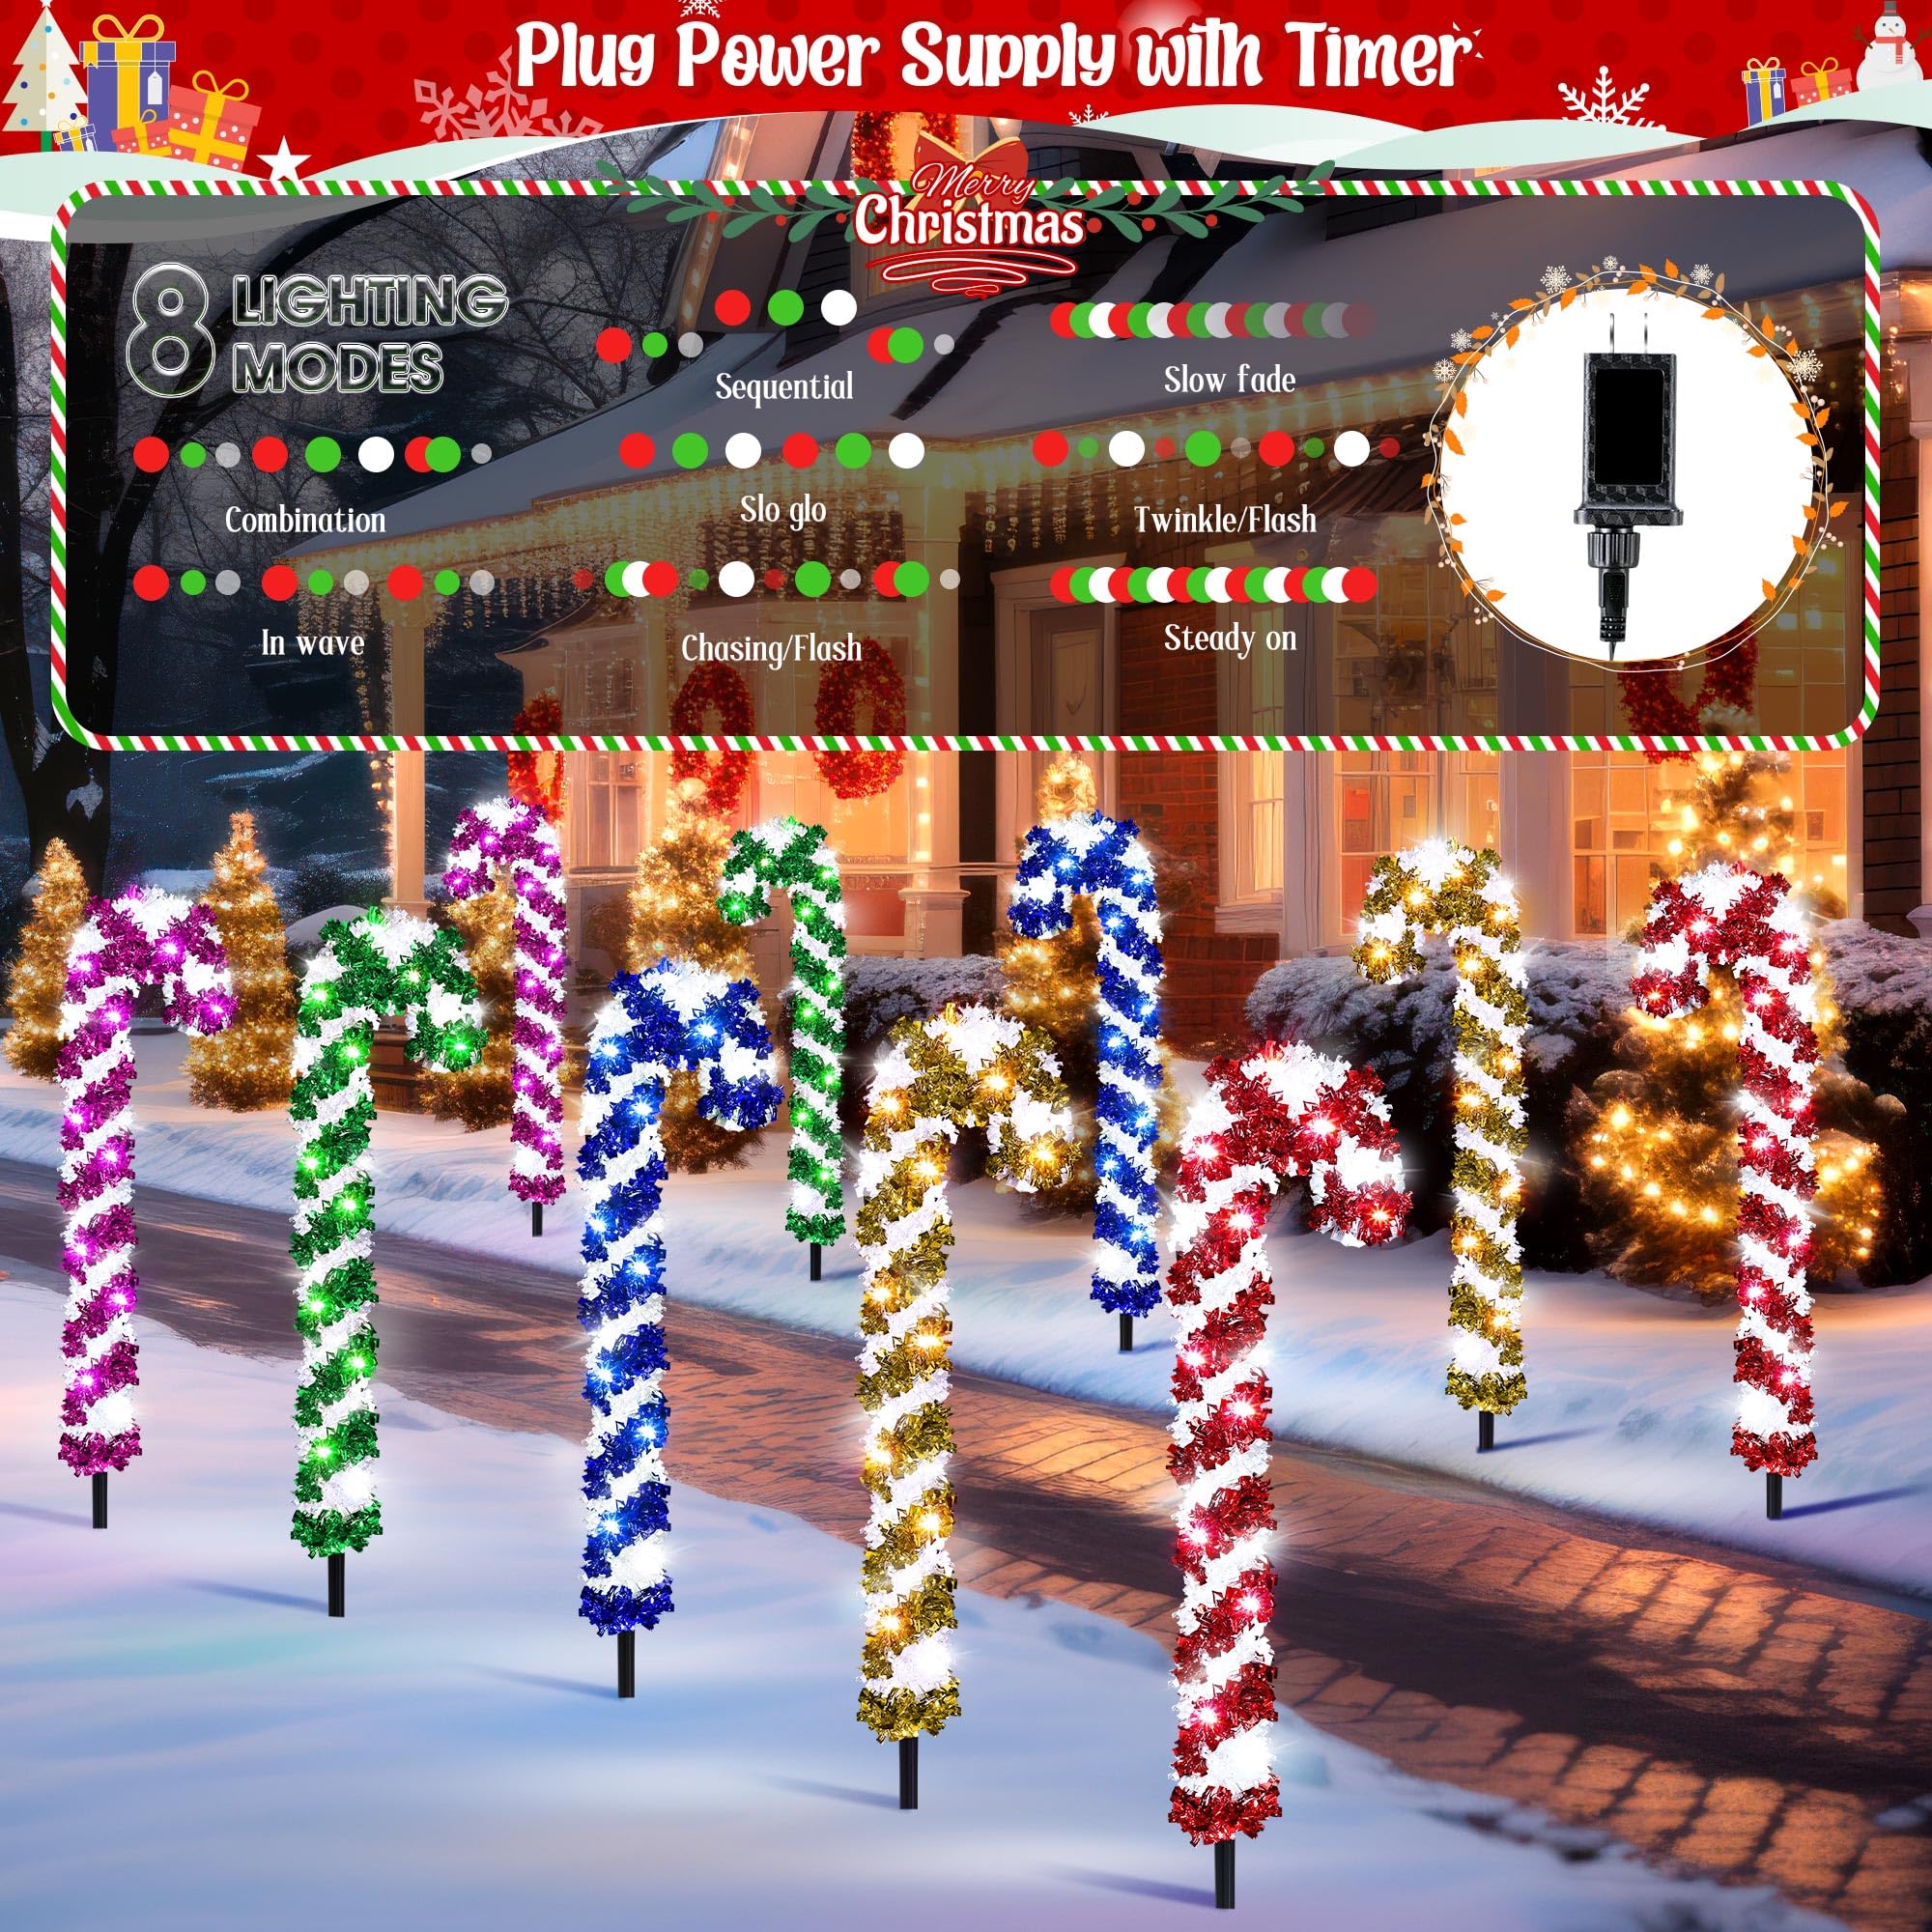 Plug Power Supply with Timer
Merry
Christmas
8 LIGHTING
MODES
Sequential
Slow fade
Combination
Slo glo
Twinkle/Flash
In wave
Chasing/Flash
Steady on